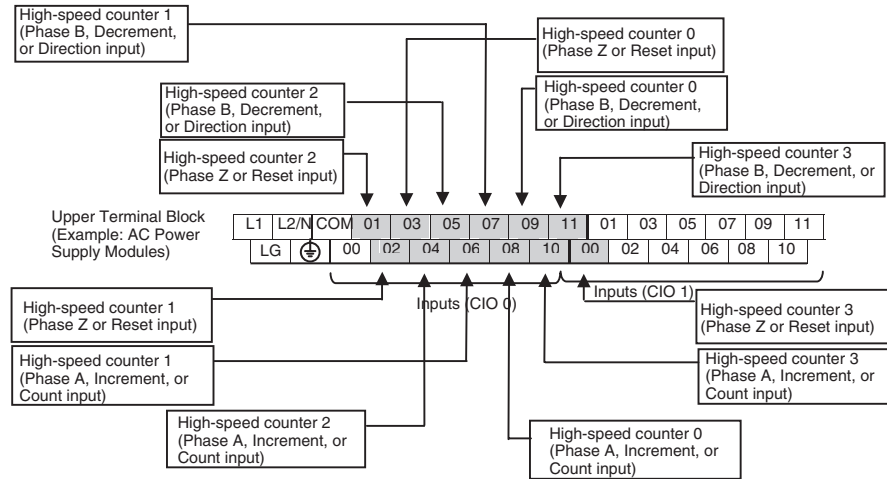 High-speed counter 1
(Phase B, Decrement,
or Direction input)
High-speed counter 0
(Phase Z or Reset input)
High-speed counter 2
(Phase B, Decrement,
or Direction input)
High-speed counter 0
(Phase B, Decrement,
or Direction input)
High-speed counter 2
(Phase Z or Reset input)
High-speed counter 3
(Phase B, Decrement, or
Direction input)
Upper Terminal Block
(Example: AC Power
Supply Modules)
L1 L2/N COM 01 03 05 07 09 11 01 03 05 07 09 11
LG 00 02 04 06 08 10 00 02 04 06 08 10
Inputs (CIO 0)
Inputs (CIO 1)
High-speed counter 1
(Phase Z or Reset input)
High-speed counter 3
(Phase Z or Reset input)
High-speed counter 1
(Phase A, Increment, or
Count input)
High-speed counter 3
(Phase A, Increment, or
Count input)
High-speed counter 2
(Phase A, Increment, or
Count input)
High-speed counter 0
(Phase A, Increment, or
Count input)